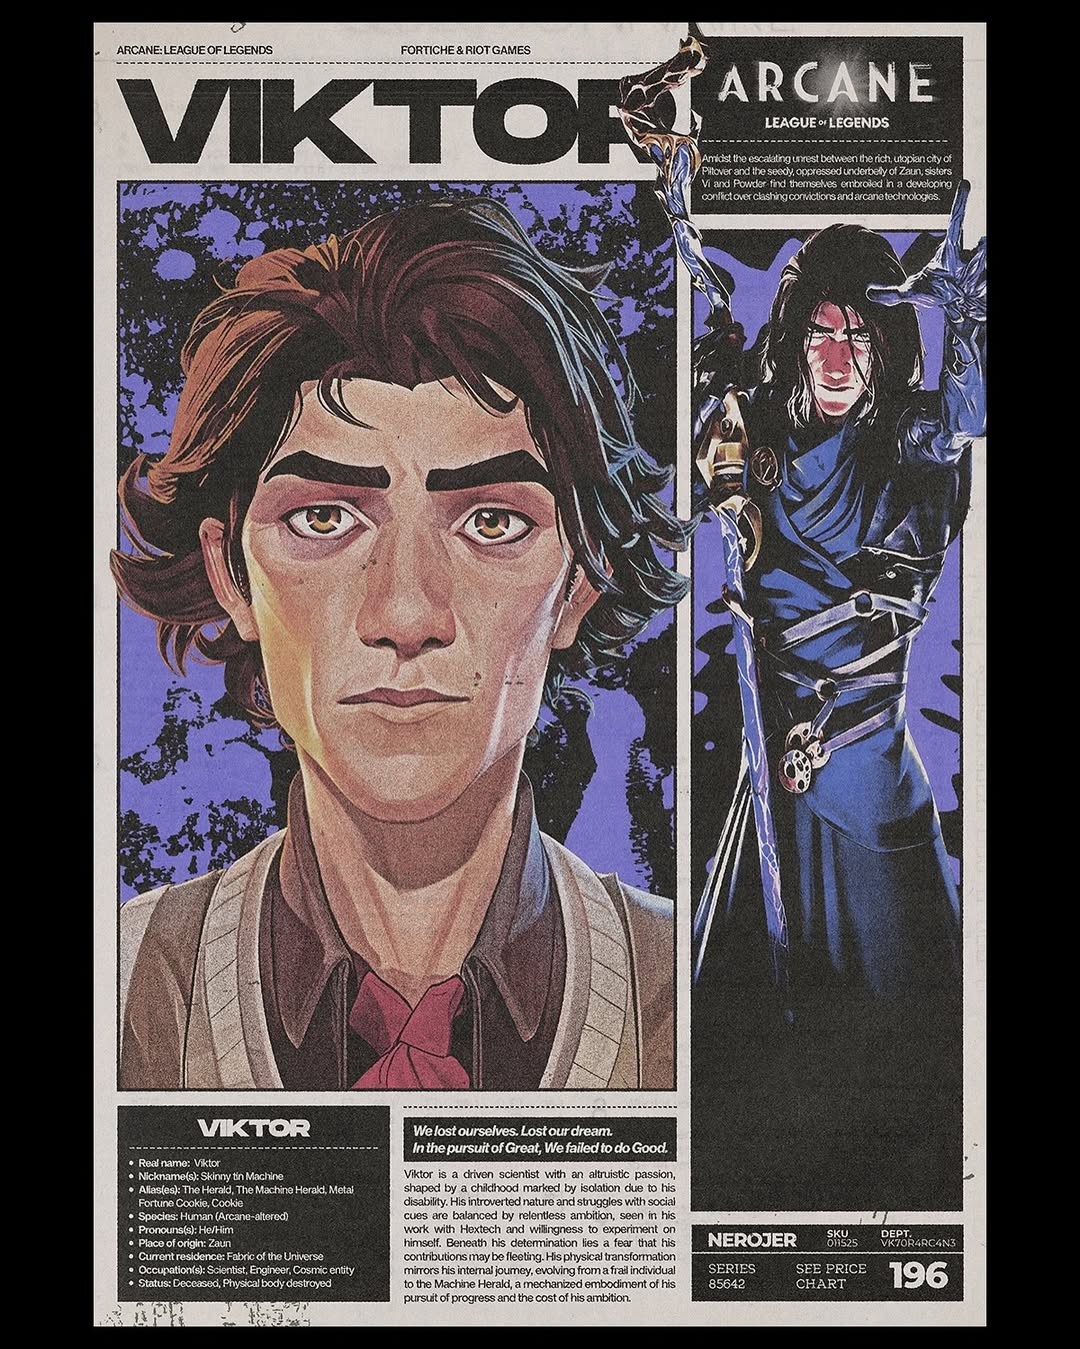 ARCANE: LEAGUE OF LEGENDS
FORTICHE & RIOT GAMES
VIKTOR
ARCANE
LEAGUE OF LEGENDS
Amidst the escalating unrest between the rich, utopian city of
Piltover and the seedy, oppressed underbelly of Zaun, sisters
Vi and Powder find themselves embroiled in a developing
conflict over clashing convictions and arcane technologies.
VIKTOR
• Real name: Viktor
• Nickname(s): Skinny tin Machine
• Alias(es): The Herald, The Machine Herald, Metal
Fortune Cookie, Cookie
• Species: Human (Arcane-altered)
• Pronouns(s): He/Him
• Place of origin: Zaun
• Current residence: Fabric of the Universe
• Occupation(s): Scientist, Engineer, Cosmic entity
• Status: Deceased, Physical body destroyed
We lost ourselves. Lost our dream.
In the pursuit of Great, We failed to do Good.
Viktor is a driven scientist with an altruistic passion,
shaped by a childhood marked by isolation due to his
disability. His introverted nature and struggles with social
cues are balanced by relentless ambition, seen in his
work with Hextech and willingness to experiment on
himself. Beneath his determination lies a fear that his
contributions may be fleeting. His physical transformation
mirrors his internal journey, evolving from a frail individual
to the Machine Herald, a mechanized embodiment of his
pursuit of progress and the cost of his ambition.
NEROJER
SKU
011525
DEPT.
VK70R4RC4N3
SERIES
85642
SEE PRICE
CHART
196